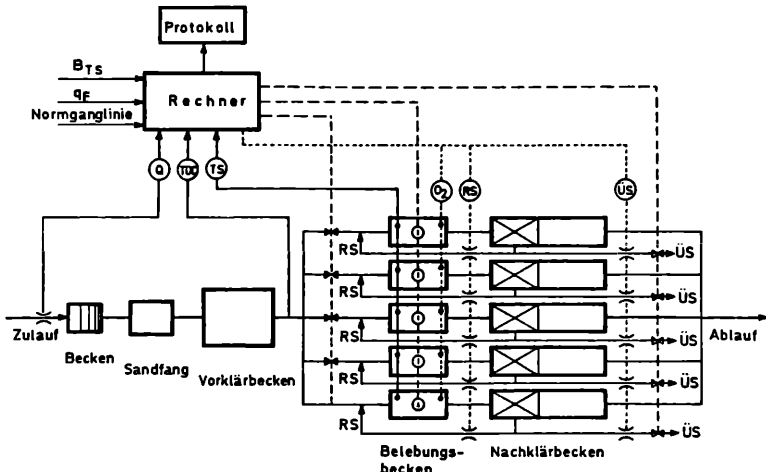 Protokoll
B_TS
q_F
Normganglinie
Rechner
Q
TOC
TS
O₂
RS
ÜS
RS
ÜS
RS
ÜS
RS
ÜS
RS
ÜS
RS
ÜS
Zulauf
Becken
Sandfang
Vorklärbecken
Ablauf
Belebungs-
becken
Nachklärbecken